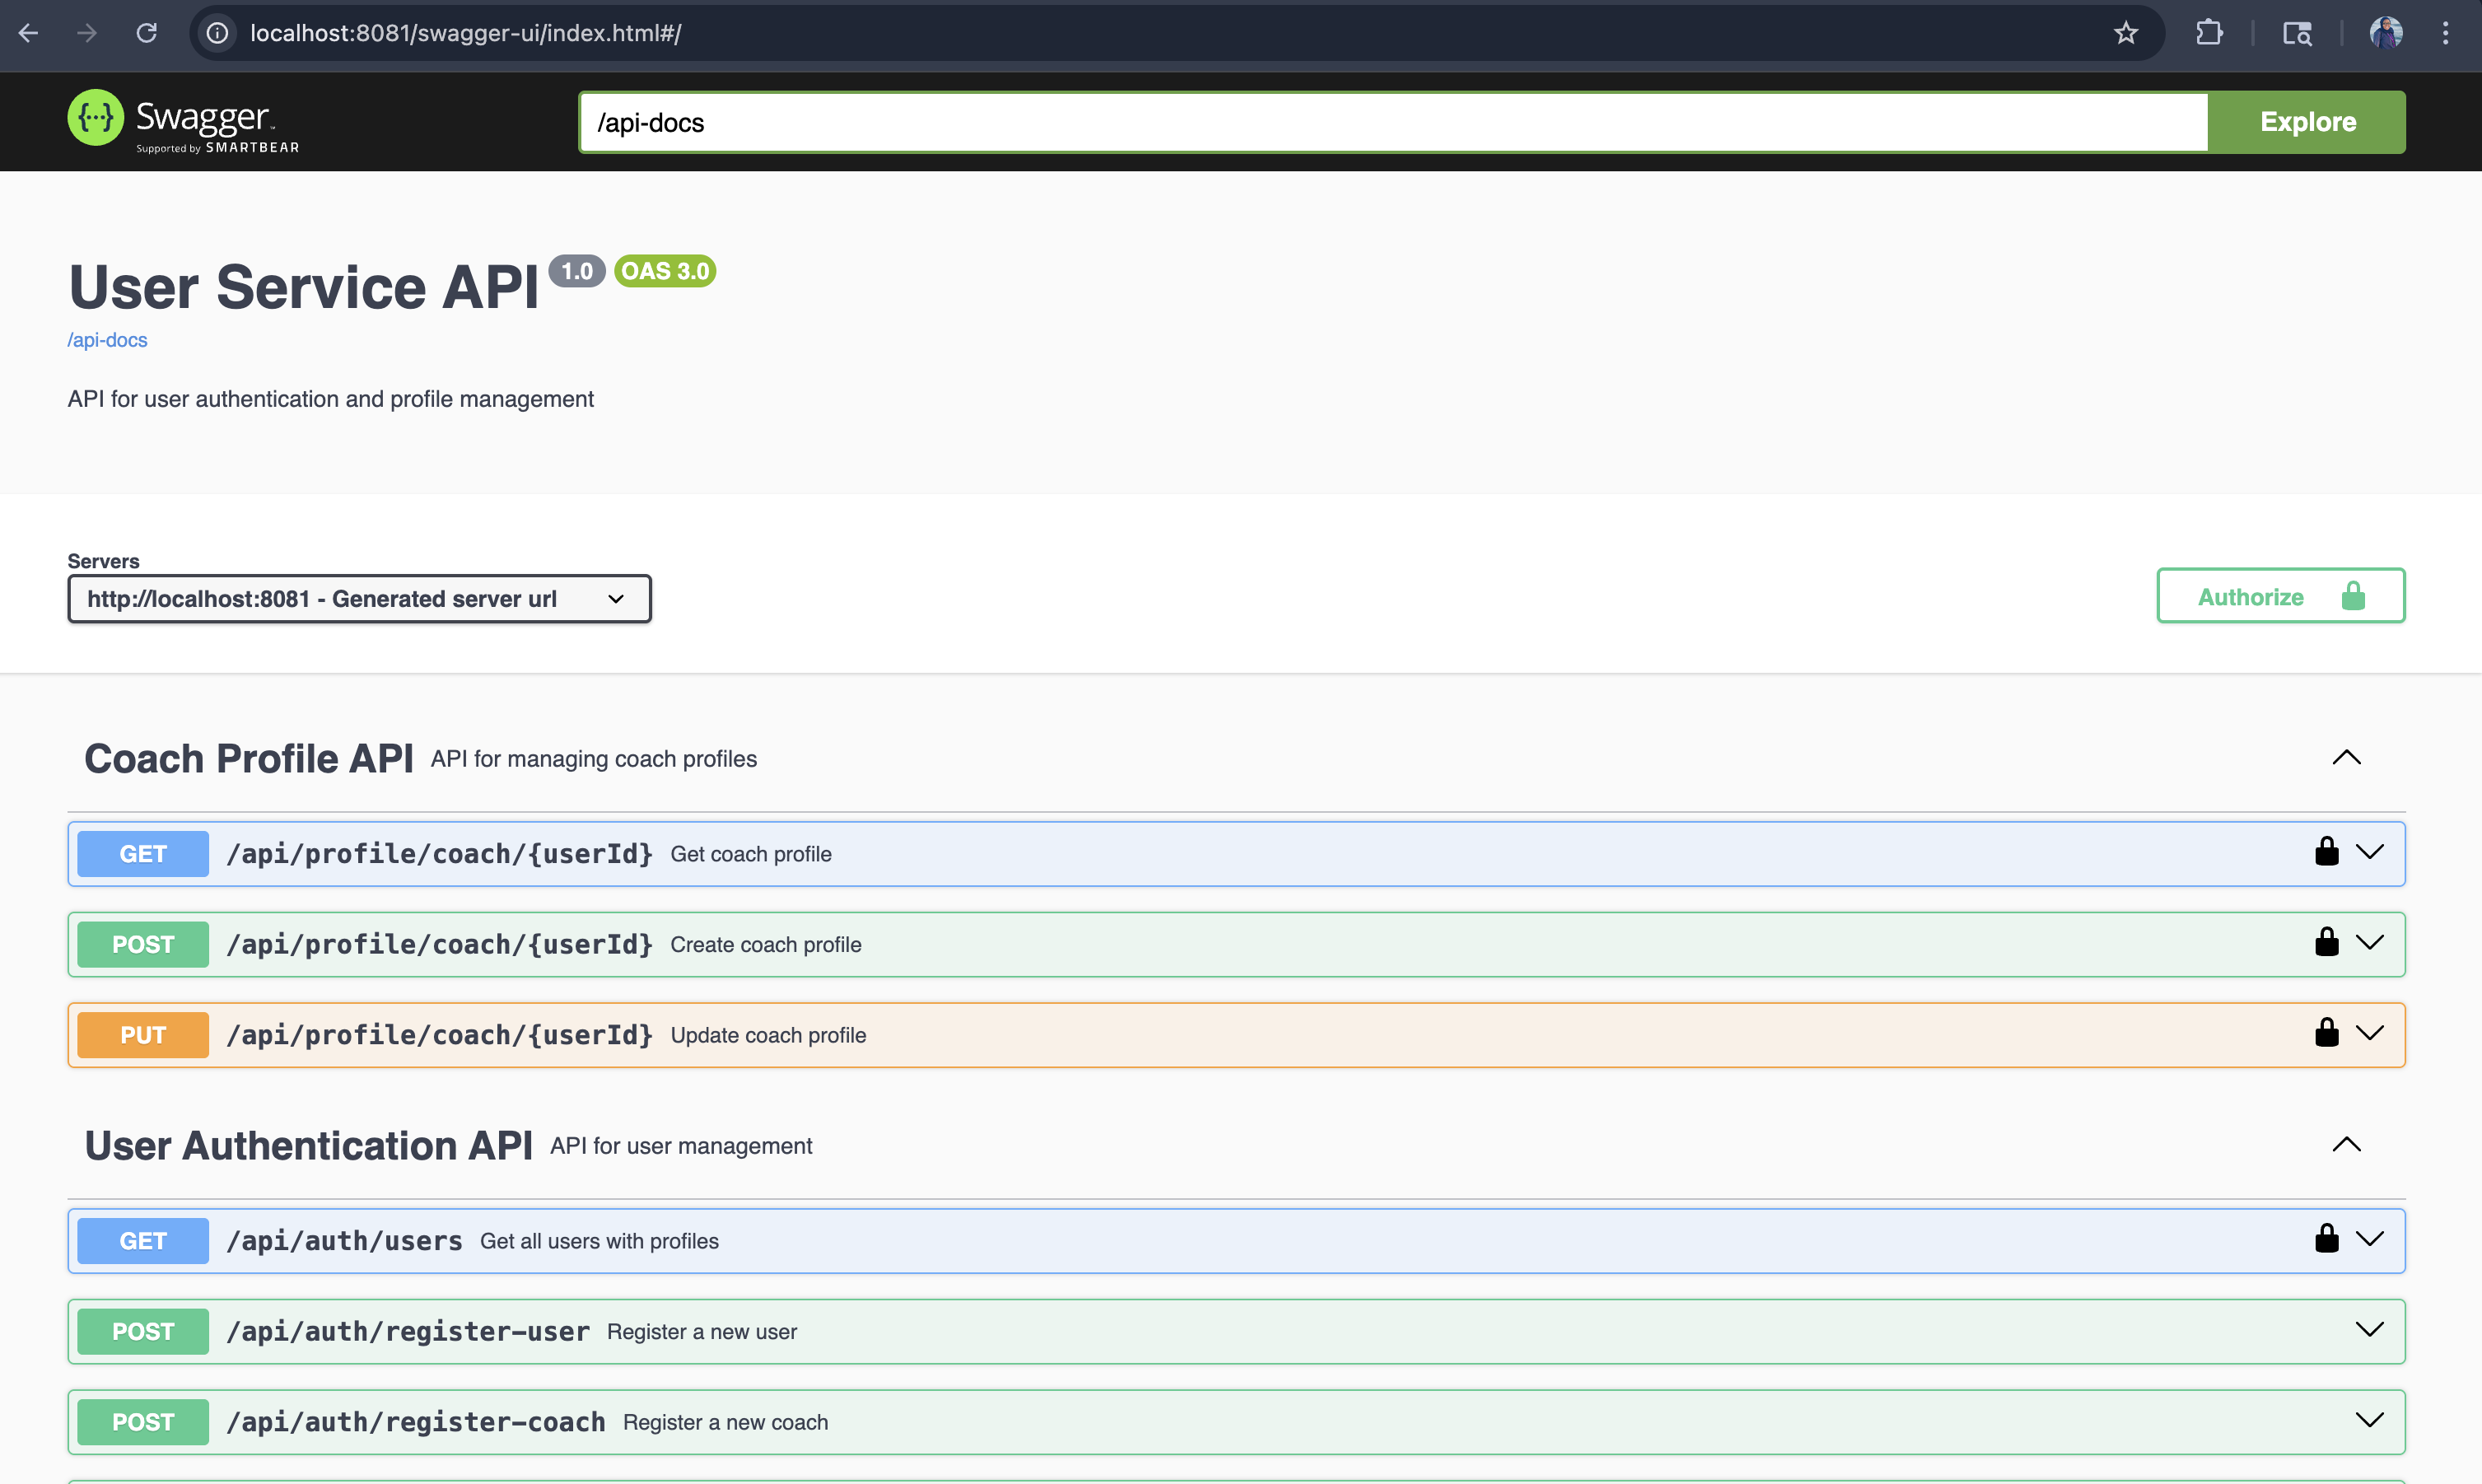 localhost:8081/swagger-ui/index.html#/
{···} Swagger™
Supported by SMARTBEAR
/api-docs
Explore
User Service API 1.0 OAS 3.0
/api-docs
API for user authentication and profile management
Servers
http://localhost:8081 - Generated server url
Authorize
Coach Profile API API for managing coach profiles
GET /api/profile/coach/{userId} Get coach profile
POST /api/profile/coach/{userId} Create coach profile
PUT /api/profile/coach/{userId} Update coach profile
User Authentication API API for user management
GET /api/auth/users Get all users with profiles
POST /api/auth/register-user Register a new user
POST /api/auth/register-coach Register a new coach